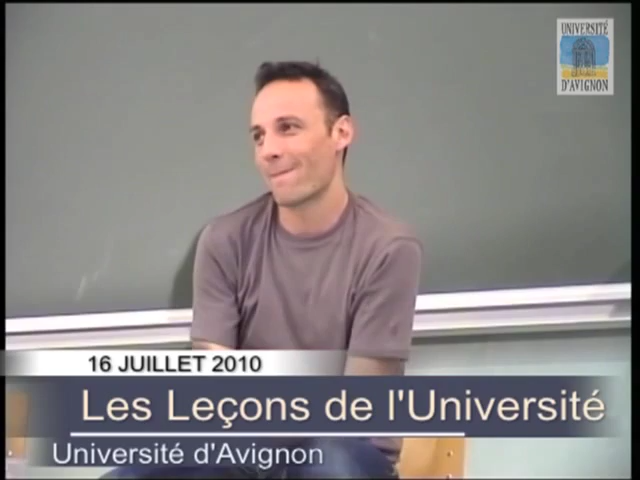 UNIVERSITÉ
D'AVIGNON
16 JUILLET 2010
Les Leçons de l'Université
Université d'Avignon